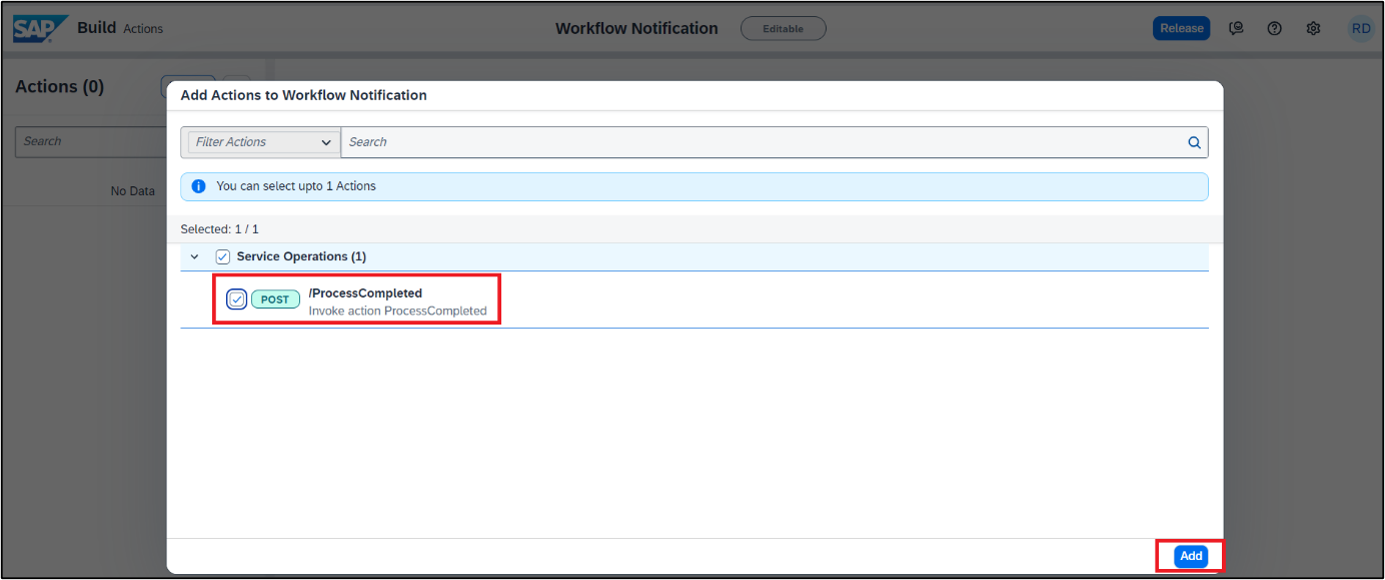 SAP Build Actions Workflow Notification Editable Release RD
Actions (0)
Search
No Data
Add Actions to Workflow Notification
Filter Actions Search
You can select upto 1 Actions
Selected: 1 / 1
Service Operations (1)
POST /ProcessCompleted
Invoke action ProcessCompleted
Add